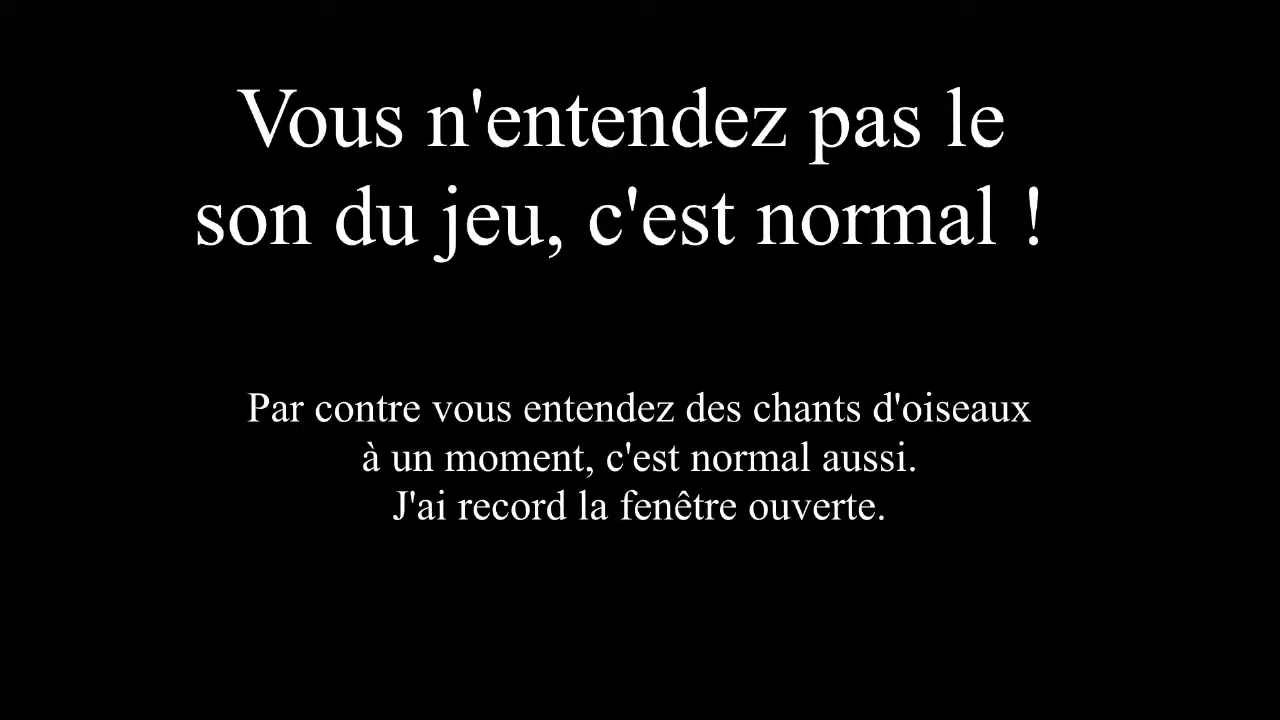 Vous n'entendez pas le
son du jeu, c'est normal !
Par contre vous entendez des chants d'oiseaux
à un moment, c'est normal aussi.
J'ai record la fenêtre ouverte.